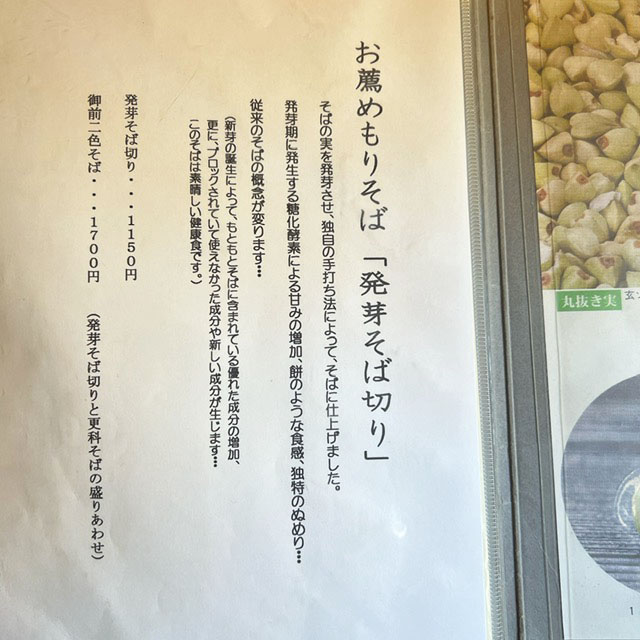 お薦めもりそば「発芽そば切り」
そばの実を発芽させ、独自の手打ち法によって、そばに仕上げました。
発芽期に発生する糖化酵素による甘みの増加、餅のような食感、独特のぬめり…
従来のそばの概念が変ります…
(新芽の誕生によって、もともとそばに含まれている優れた成分の増加、
更に、ブロックされていて使えなかった成分や新しい成分が生じます…
このそばは素晴しい健康食です。)
発芽そば切り・・・1150円
御前二色そば・・・1700円 (発芽そば切りと更科そばの盛りあわせ)
丸抜き実
玄
1